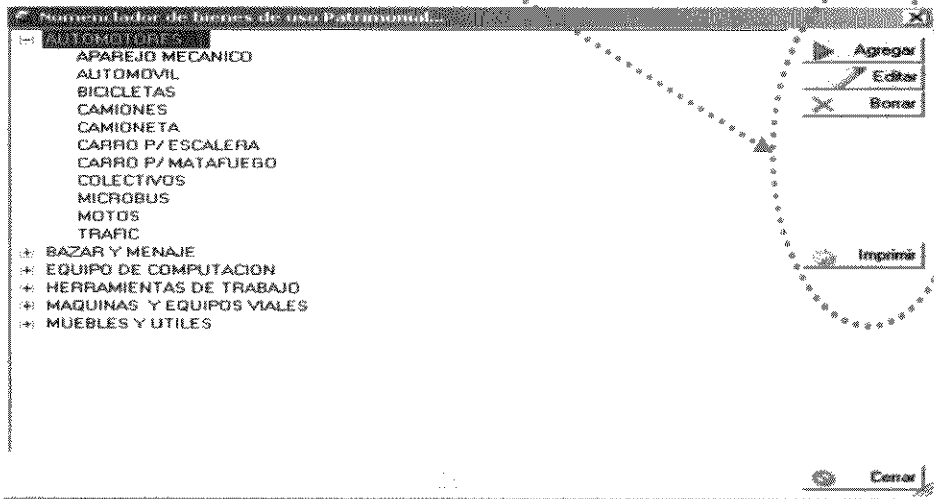 Nomenclador de bienes de uso Patrimonial...
AUTOMOTORES
APAREJO MECANICO
AUTOMOVIL
BICICLETAS
CAMIONES
CAMIONETA
CARRO P/ ESCALERA
CARRO P/ MATAFUEGO
COLECTIVOS
MICROBUS
MOTOS
TRAFIC
BAZAR Y MENAJE
EQUIPO DE COMPUTACION
HERRAMIENTAS DE TRABAJO
MAQUINAS Y EQUIPOS VIALES
MUEBLES Y UTILES
Agregar
Editar
Borrar
Imprimir
Cerrar